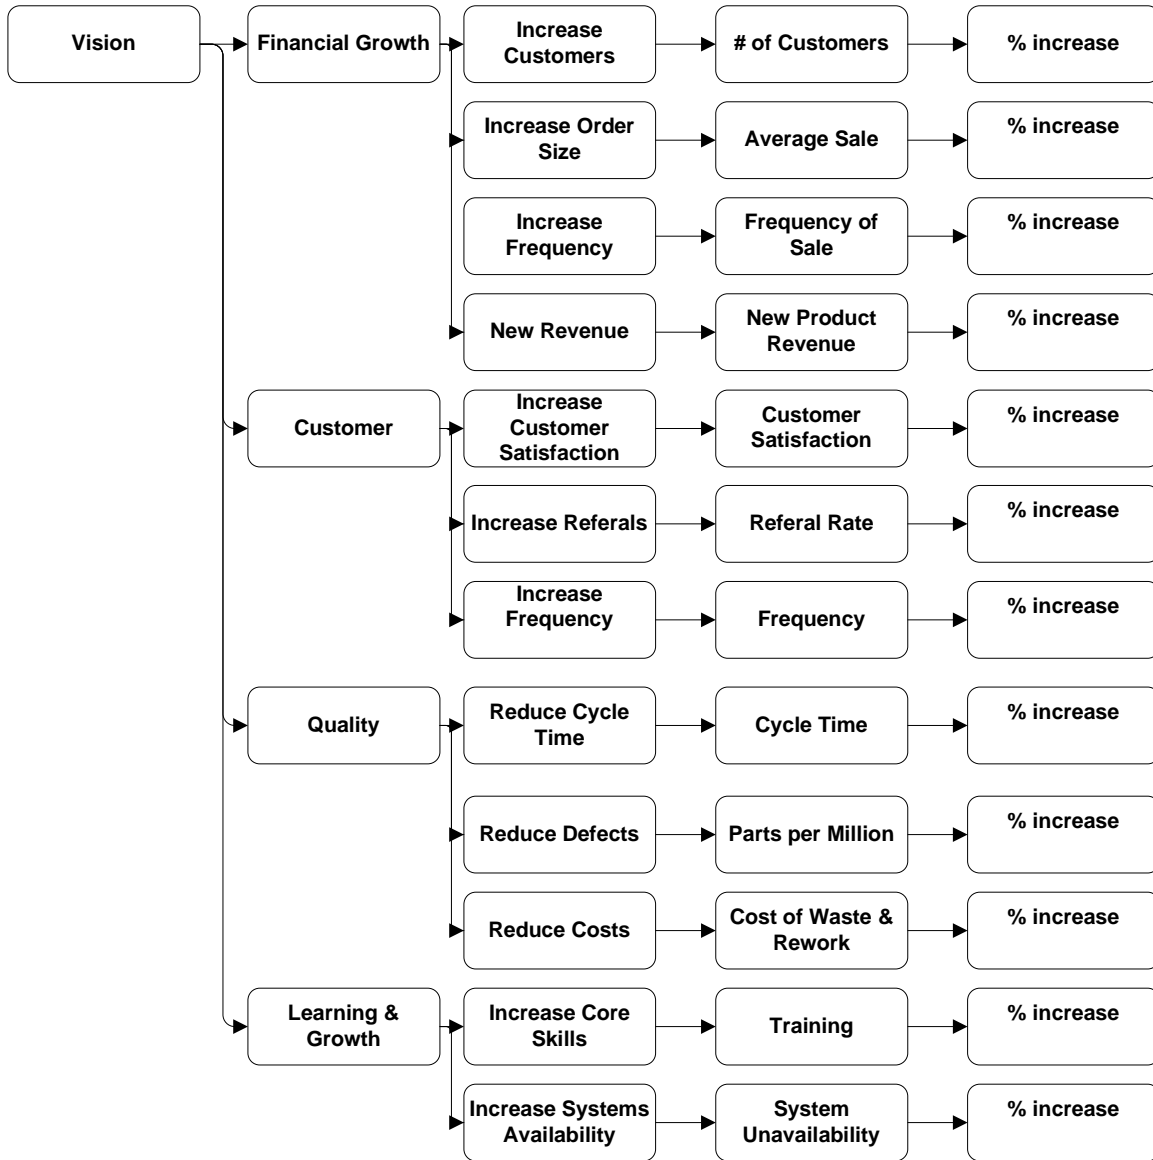 Vision
Financial Growth
Increase
Customers
# of Customers
% increase
Increase Order
Size
Average Sale
% increase
Increase
Frequency
Frequency of
Sale
% increase
New Revenue
New Product
Revenue
% increase
Customer
Increase
Customer
Satisfaction
Customer
Satisfaction
% increase
Increase Referals
Referal Rate
% increase
Increase
Frequency
Frequency
% increase
Quality
Reduce Cycle
Time
Cycle Time
% increase
Reduce Defects
Parts per Million
% increase
Reduce Costs
Cost of Waste &
Rework
% increase
Learning &
Growth
Increase Core
Skills
Training
% increase
Increase Systems
Availability
System
Unavailability
% increase